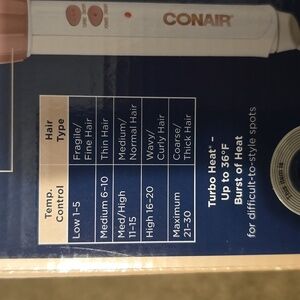 CONAIR®
Hair
Type
Temp.
Control
Fragile/
Fine Hair
Low 1-5
Thin Hair
Medium 6-10
Medium/
Normal Hair
Med/High
11-15
Wavy/
Curly Hair
High 16-20
Coarse/
Thick Hair
Maximum
21-30
Turbo Heat® –
Up to 36°F
Burst of Heat
for difficult-to-style spots